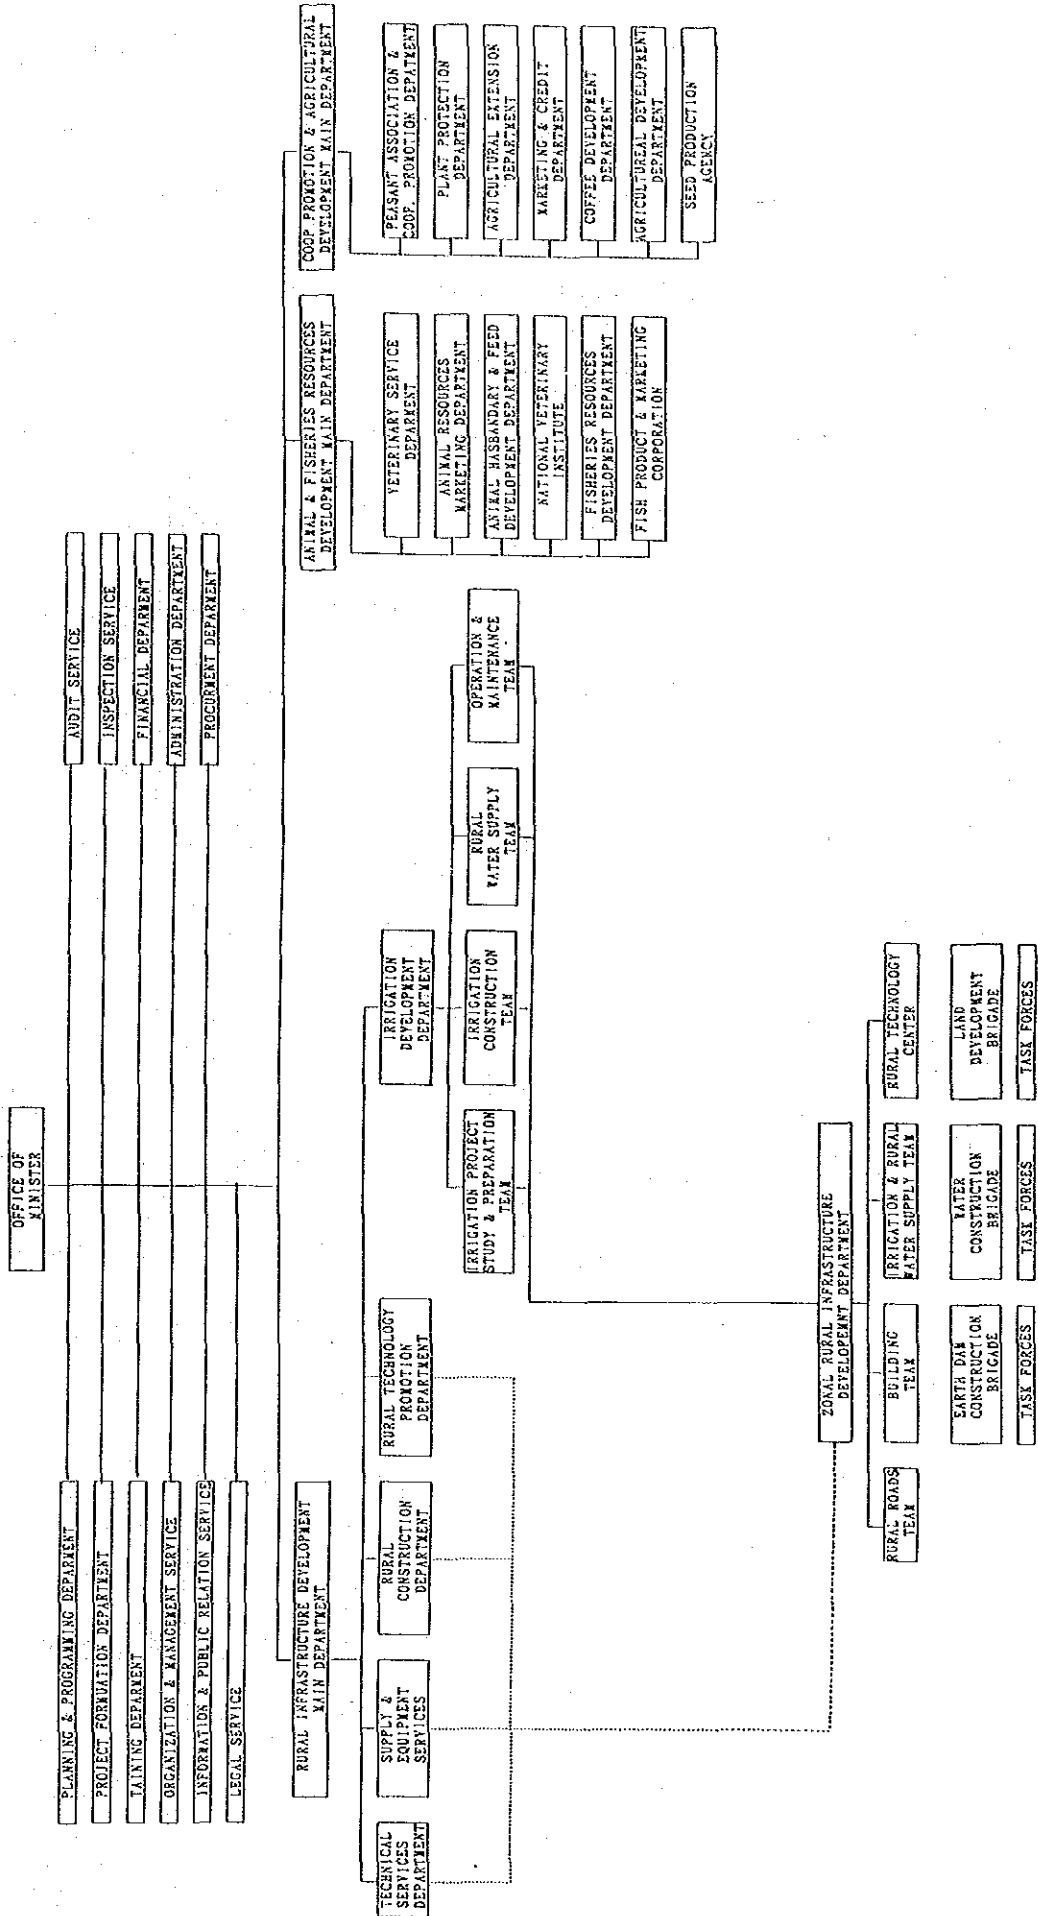 OFFICE OF
MINISTER
PLANNING & PROGRAMMING DEPARMENT
AUDIT SERVICE
PROJECT FORMUATION DEPARTMENT
INSPECTION SERVICE
TAINING DEPARMENT
FINANCIAL DEPARMENT
ORGANIZATION & MANAGEMENT SERVICE
ADMINISTRATION DEPARTMENT
INFORMATION & PUBLIC RELATION SERVICE
PROCURMENT DEPARMENT
LEGAL SERVICE
RURAL INFRASTRUCTURE DEVELOPMENT
MAIN DEPARTMENT
ANIMAL & FISHERIES RESOURCES
DEVELOPMENT MAIN DEPARTMENT
COOP PROMOTION & AGRICULTURAL
DEVELOPMENT MAIN DEPARTMENT
TECHNICAL
SERVICES
DEPARTMENT
SUPPLY &
EQUIPMENT
SERVICES
RURAL
CONSTRUCTION
DEPARTMENT
RURAL TECHNOLOGY
PROMOTION
DEPARTMENT
IRRIGATION
DEVELOPMENT
DEPARTMENT
VETERINARY SERVICE
DEPARMENT
ANIMAL RESOURCES
MARKETING DEPARTMENT
ANIMAL HASBANDARY & FEED
DEVELOPMENT DEPARTMENT
NATIONAL VETERINARY
INSTITUTE
FISHERIES RESOURCES
DEVELOPMENT DEPARTMENT
FISH PRODUCT & MARKETING
CORPORATION
PEASANT ASSOCIATION &
COOP. PROMOTION DEPATMENT
PLANT PROTECTION
DEPARTMENT
AGRICULTURAL EXTENSION
DEPARTMENT
MARKETING & CREDIT
DEPARTMENT
COFFEE DEVELOPMENT
DEPARTMENT
AGRICULTUREAL DEVELOPMENT
DEPARTMENT
SEED PRODUCTION
AGENCY
IRRIGATION PROJECT
STUDY & PREPARATION
TEAM
IRRIGATION
CONSTRUCTION
TEAM
RURAL
WATER SUPPLY
TEAM
OPERATION &
MAINTENANCE
TEAM
ZONAL RURAL INFRASTRUCTURE
DEVELOPEMNT DEPARTMENT
RURAL ROADS
TEAM
BUILDING
TEAM
IRRIGATION & RURAL
WATER SUPPLY TEAM
RURAL TECHNOLOGY
CENTER
EARTH DAM
CONSTRUCTION
BRIGADE
WATER
CONSTRUCTION
BRIGADE
LAND
DEVELOPMENT
BRIGADE
TASK FORCES
TASK FORCES
TASK FORCES